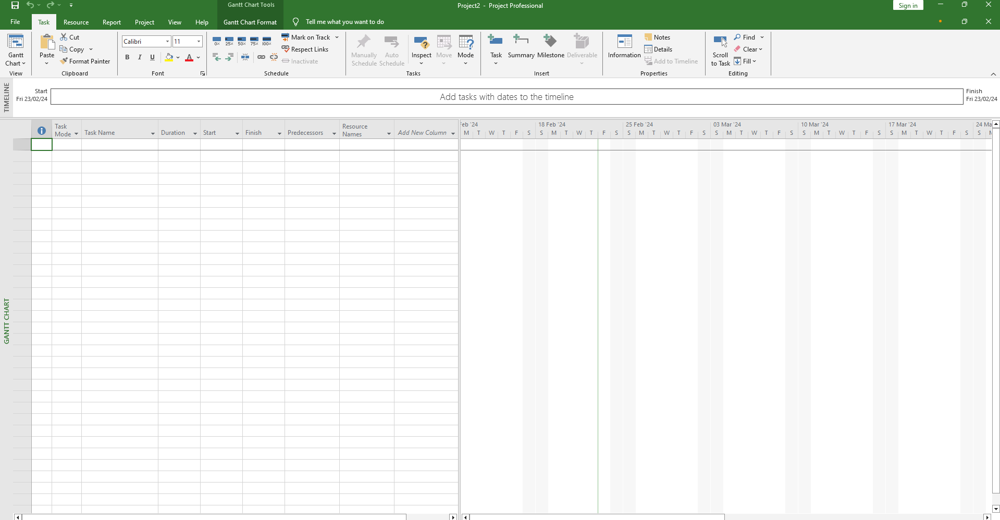 Gantt Chart Tools
Project2 - Project Professional
Sign in
File Task Resource Report Project View Help Gantt Chart Format Tell me what you want to do
Gantt Chart
View
Paste
Cut
Copy
Format Painter
Clipboard
Calibri 11
B I U A
Font
0% 25% 50% 75% 100%
Mark on Track
Respect Links
Inactivate
Schedule
Manually Schedule
Auto Schedule
Inspect
Move
Mode
Tasks
Task
Summary
Milestone
Deliverable
Insert
Information
Notes
Details
Add to Timeline
Properties
Scroll to Task
Find
Clear
Fill
Editing
TIMELINE
Start
Fri 23/02/24
Add tasks with dates to the timeline
Finish
Fri 23/02/24
Task Mode
Task Name
Duration
Start
Finish
Predecessors
Resource Names
Add New Column
Feb '24 18 Feb '24 25 Feb '24 03 Mar '24 10 Mar '24 17 Mar '24 24 Ma
M T W T F S S M T W T F S S M T W T F S S M T W T F S S M T W T F S S M T W T F S S
GANTT CHART